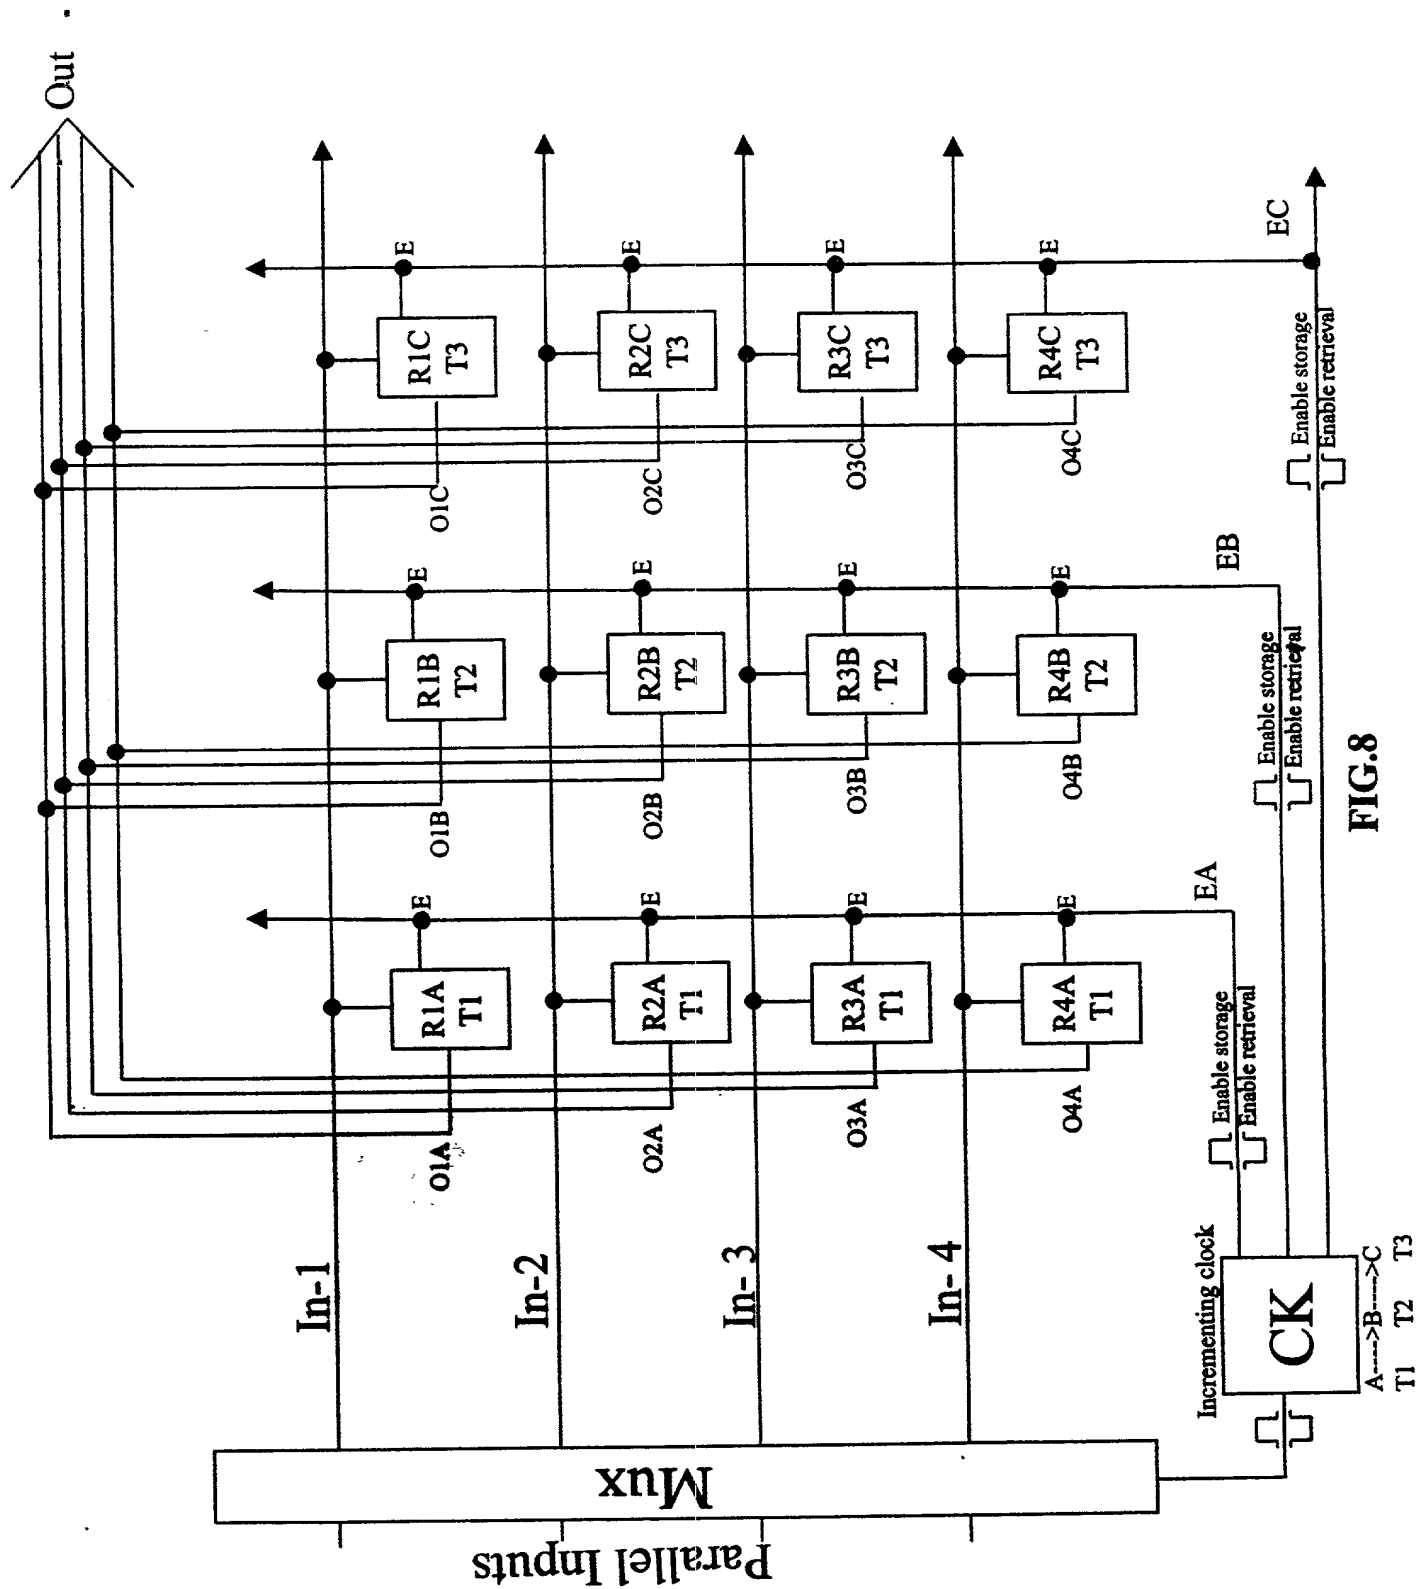 Out
In-1
R1A
T1
E
O1A
R1B
T2
E
O1B
R1C
T3
E
O1C
In-2
R2A
T1
E
O2A
R2B
T2
E
O2B
R2C
T3
E
O2C
In- 3
R3A
T1
E
O3A
R3B
T2
E
O3B
R3C
T3
E
O3C
In- 4
R4A
T1
E
O4A
R4B
T2
E
O4B
R4C
T3
E
O4C
Parallel Inputs
Mux
EA
EB
EC
Enable storage
Enable retrieval
Enable storage
Enable retrieval
Enable storage
Enable retrieval
Incrementing clock
CK
A---->B---->C
T1 T2 T3
FIG.8